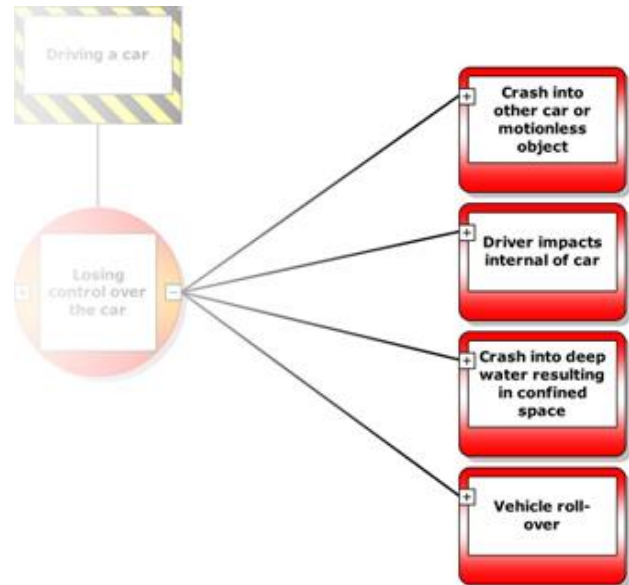 Driving a car
Losing
control over
the car
Crash into
other car or
motionless
object
Driver impacts
internal of car
Crash into deep
water resulting
in confined
space
Vehicle roll-
over